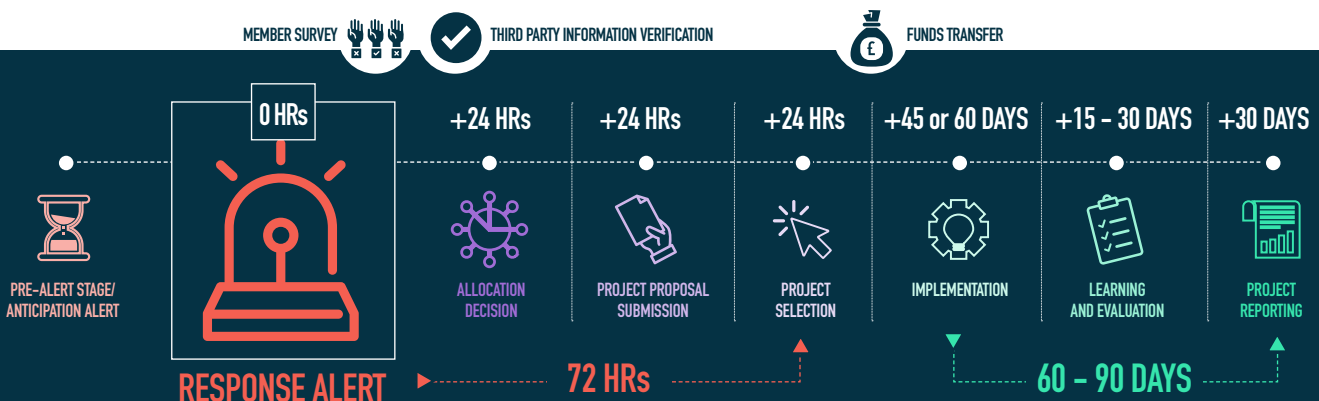 MEMBER SURVEY
THIRD PARTY INFORMATION VERIFICATION
£
FUNDS TRANSFER
0 HRs
+24 HRs
+24 HRs
+24 HRs
+45 or 60 DAYS
+15 - 30 DAYS
+30 DAYS
PRE-ALERT STAGE/
ANTICIPATION ALERT
ALLOCATION
DECISION
PROJECT PROPOSAL
SUBMISSION
PROJECT
SELECTION
IMPLEMENTATION
LEARNING
AND EVALUATION
PROJECT
REPORTING
RESPONSE ALERT
72 HRs
60 - 90 DAYS